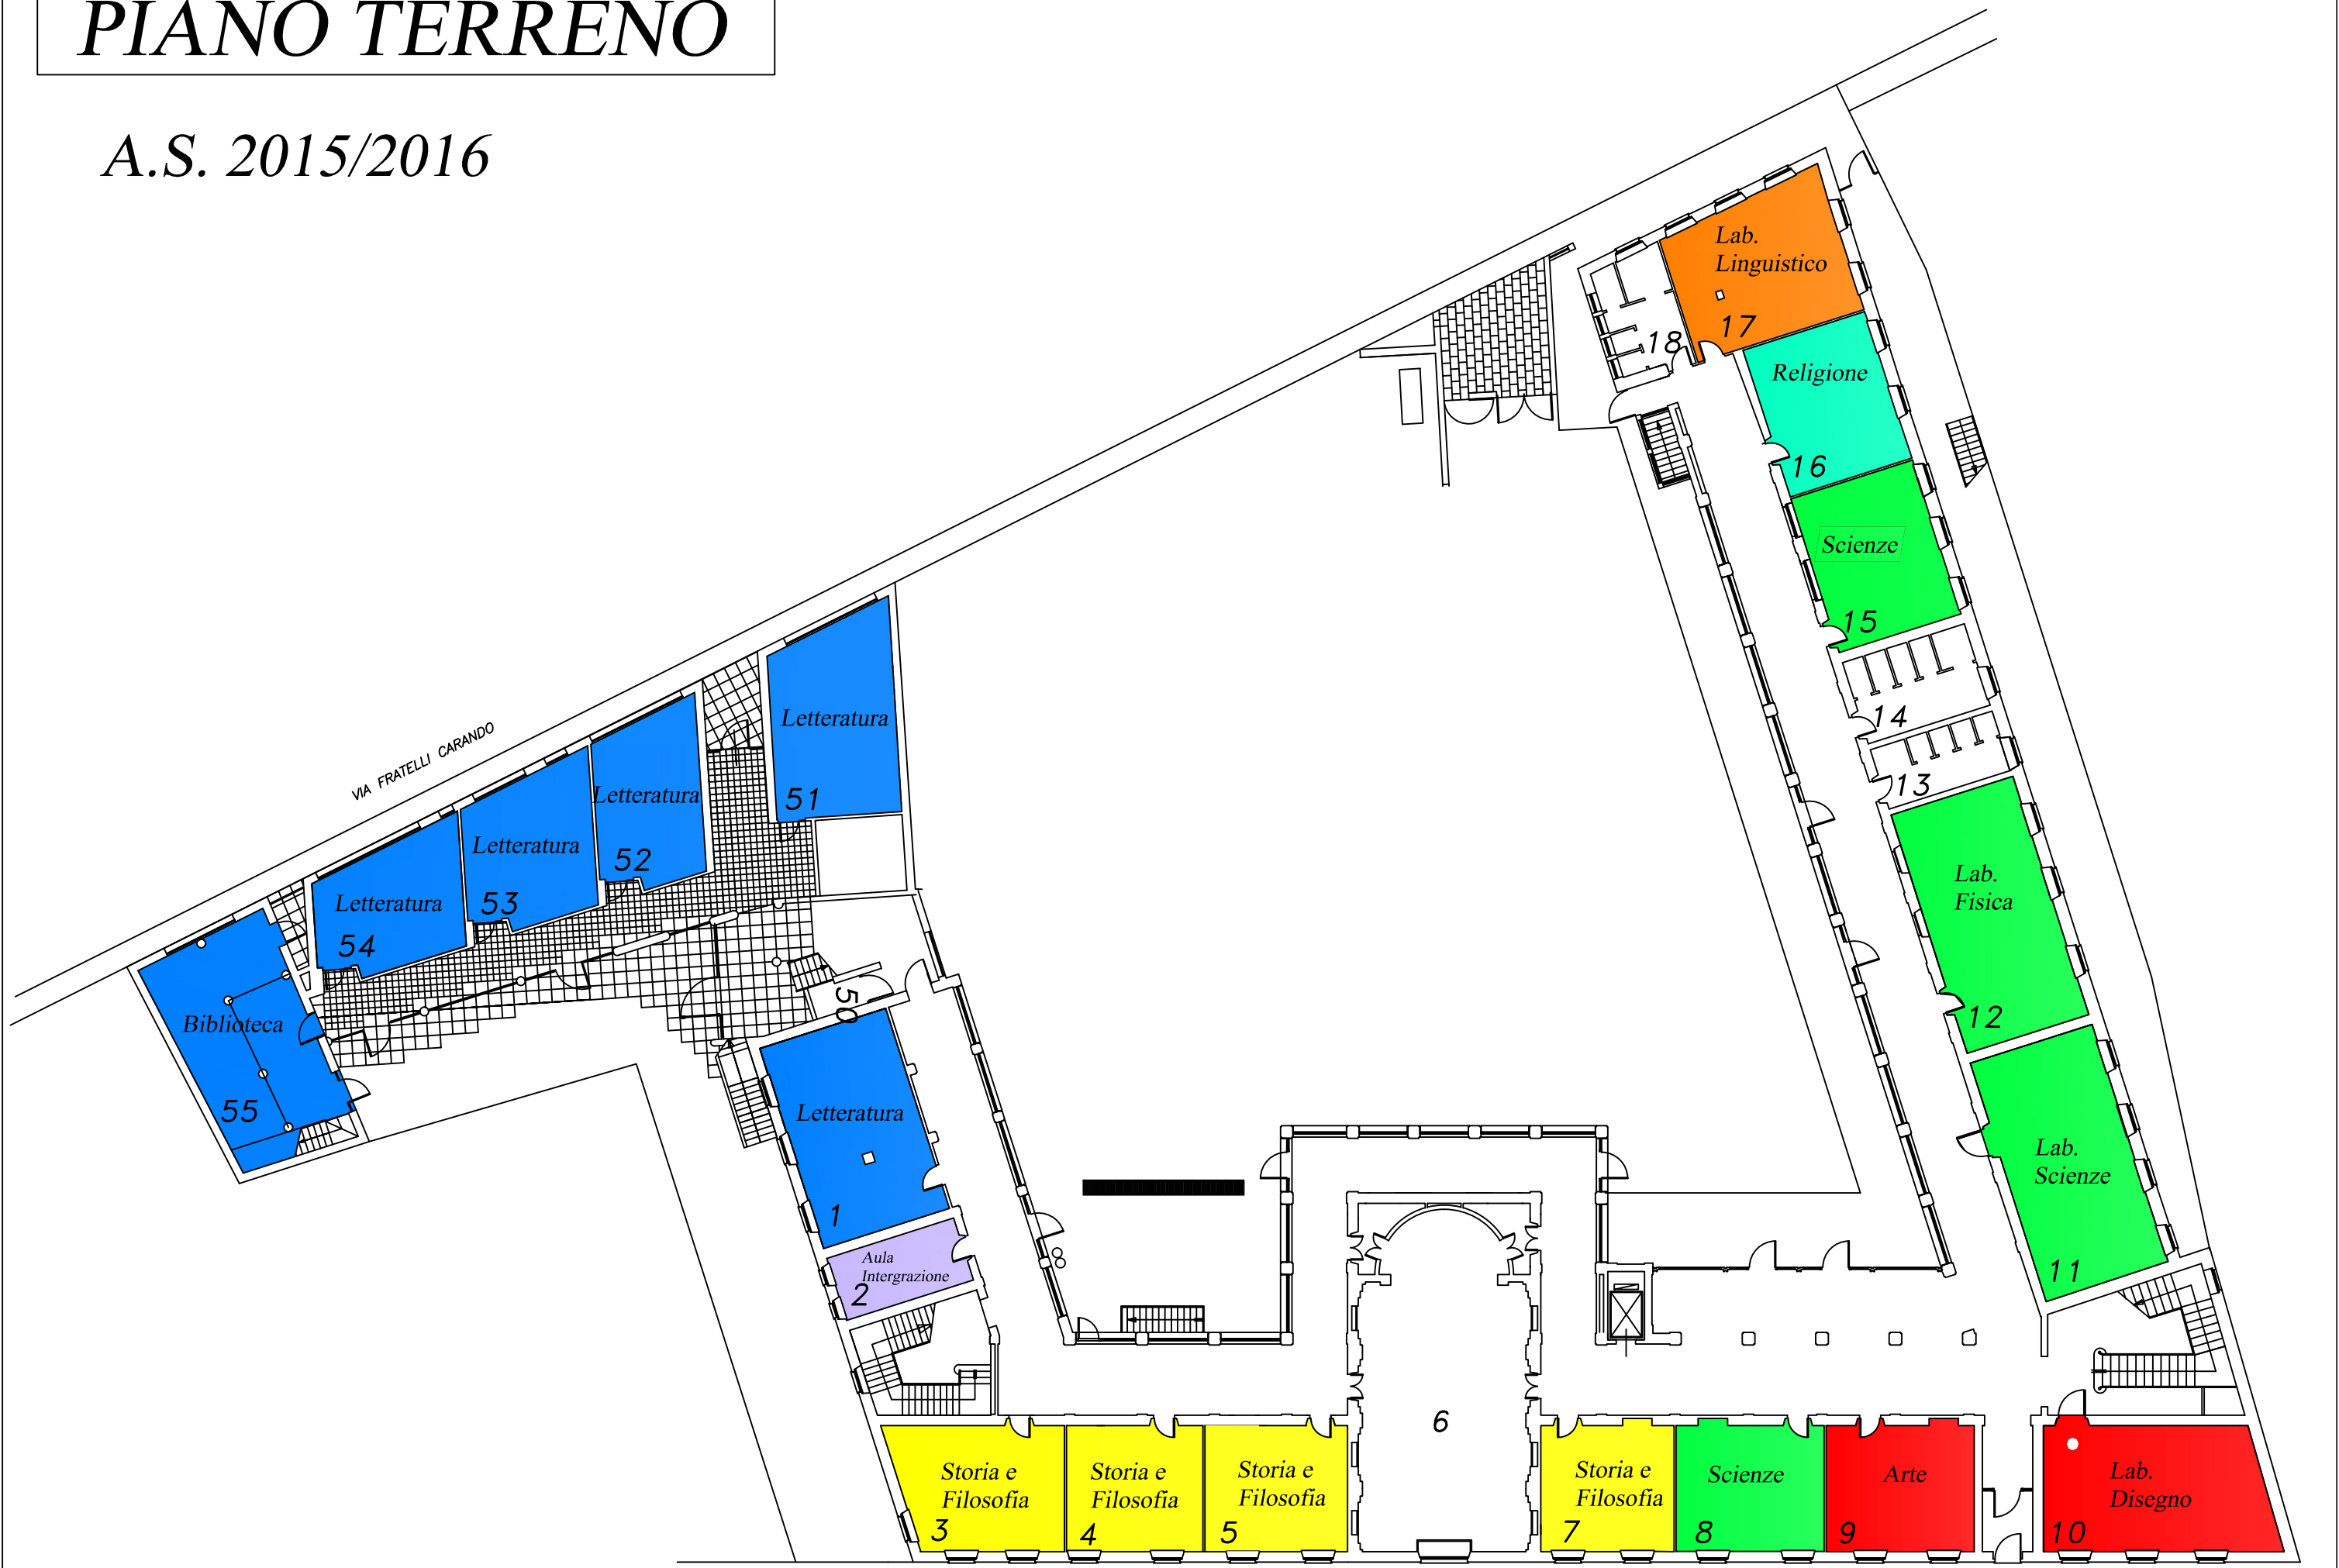 PIANO TERRENO
A.S. 2015/2016
Lab.
Linguistico
17
18
Religione
16
Scienze
15
14
13
Lab.
Fisica
12
Lab.
Scienze
11
VIA FRATELLI CARANDO
Letteratura
51
Letteratura
52
Letteratura
53
Letteratura
54
Biblioteca
55
50
Letteratura
1
Aula
Intergrazione
2
Storia e
Filosofia
3
Storia e
Filosofia
4
Storia e
Filosofia
5
6
Storia e
Filosofia
7
Scienze
8
Arte
9
Lab.
Disegno
10